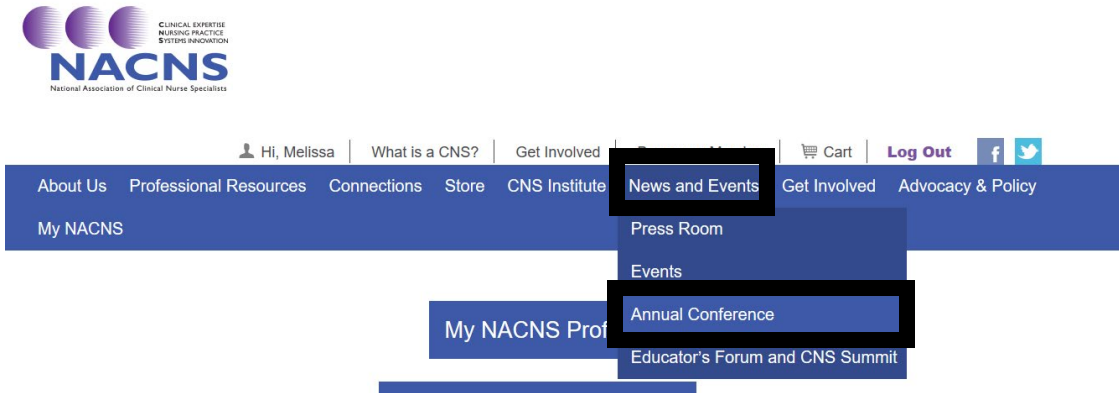 CLINICAL EXPERTISE
NURSING PRACTICE
SYSTEMS INNOVATION
NACNS
National Association of Clinical Nurse Specialists
Hi, Melissa What is a CNS? Get Involved Cart Log Out
About Us Professional Resources Connections Store CNS Institute News and Events Get Involved Advocacy & Policy
My NACNS
Press Room
Events
Annual Conference
My NACNS Prof
Educator's Forum and CNS Summit